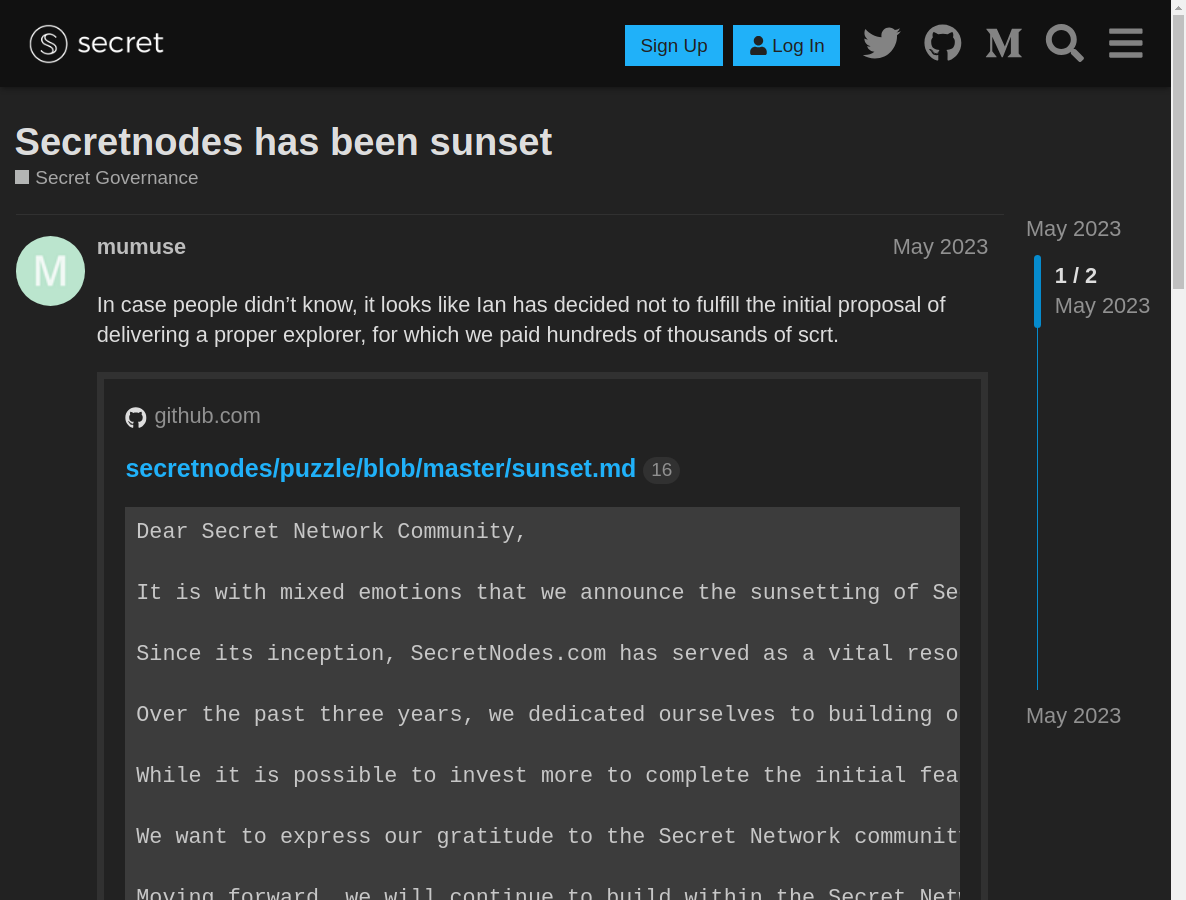 secret
Sign Up
Log In
Secretnodes has been sunset
Secret Governance
May 2023
M
mumuse
May 2023
1 / 2
May 2023
In case people didn’t know, it looks like Ian has decided not to fulfill the initial proposal of
delivering a proper explorer, for which we paid hundreds of thousands of scrt.
github.com
secretnodes/puzzle/blob/master/sunset.md 16
Dear Secret Network Community,
It is with mixed emotions that we announce the sunsetting of Se
Since its inception, SecretNodes.com has served as a vital reso
Over the past three years, we dedicated ourselves to building o
May 2023
While it is possible to invest more to complete the initial fea
We want to express our gratitude to the Secret Network communit
Moving forward, we will continue to build within the Secret Net